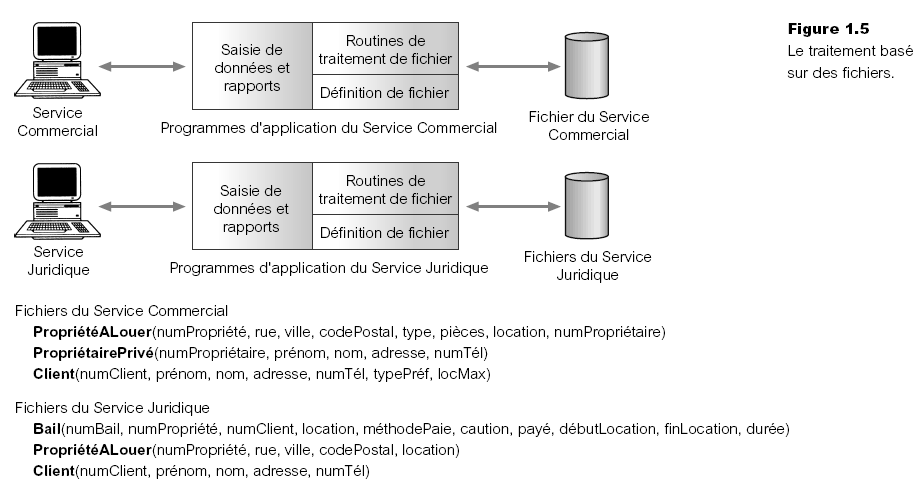 Figure 1.5
Le traitement basé
sur des fichiers.
Service
Commercial
Saisie de
données et
rapports
Routines de
traitement de fichier
Définition de fichier
Programmes d'application du Service Commercial
Fichier du Service
Commercial
Service
Juridique
Saisie de
données et
rapports
Routines de
traitement de fichier
Définition de fichier
Programmes d'application du Service Juridique
Fichiers du Service
Juridique
Fichiers du Service Commercial
PropriétéALouer(numPropriété, rue, ville, codePostal, type, pièces, location, numPropriétaire)
PropriétairePrivé(numPropriétaire, prénom, nom, adresse, numTél)
Client(numClient, prénom, nom, adresse, numTél, typePréf, locMax)
Fichiers du Service Juridique
Bail(numBail, numPropriété, numClient, location, méthodePaie, caution, payé, débutLocation, finLocation, durée)
PropriétéALouer(numPropriété, rue, ville, codePostal, location)
Client(numClient, prénom, nom, adresse, numTél)